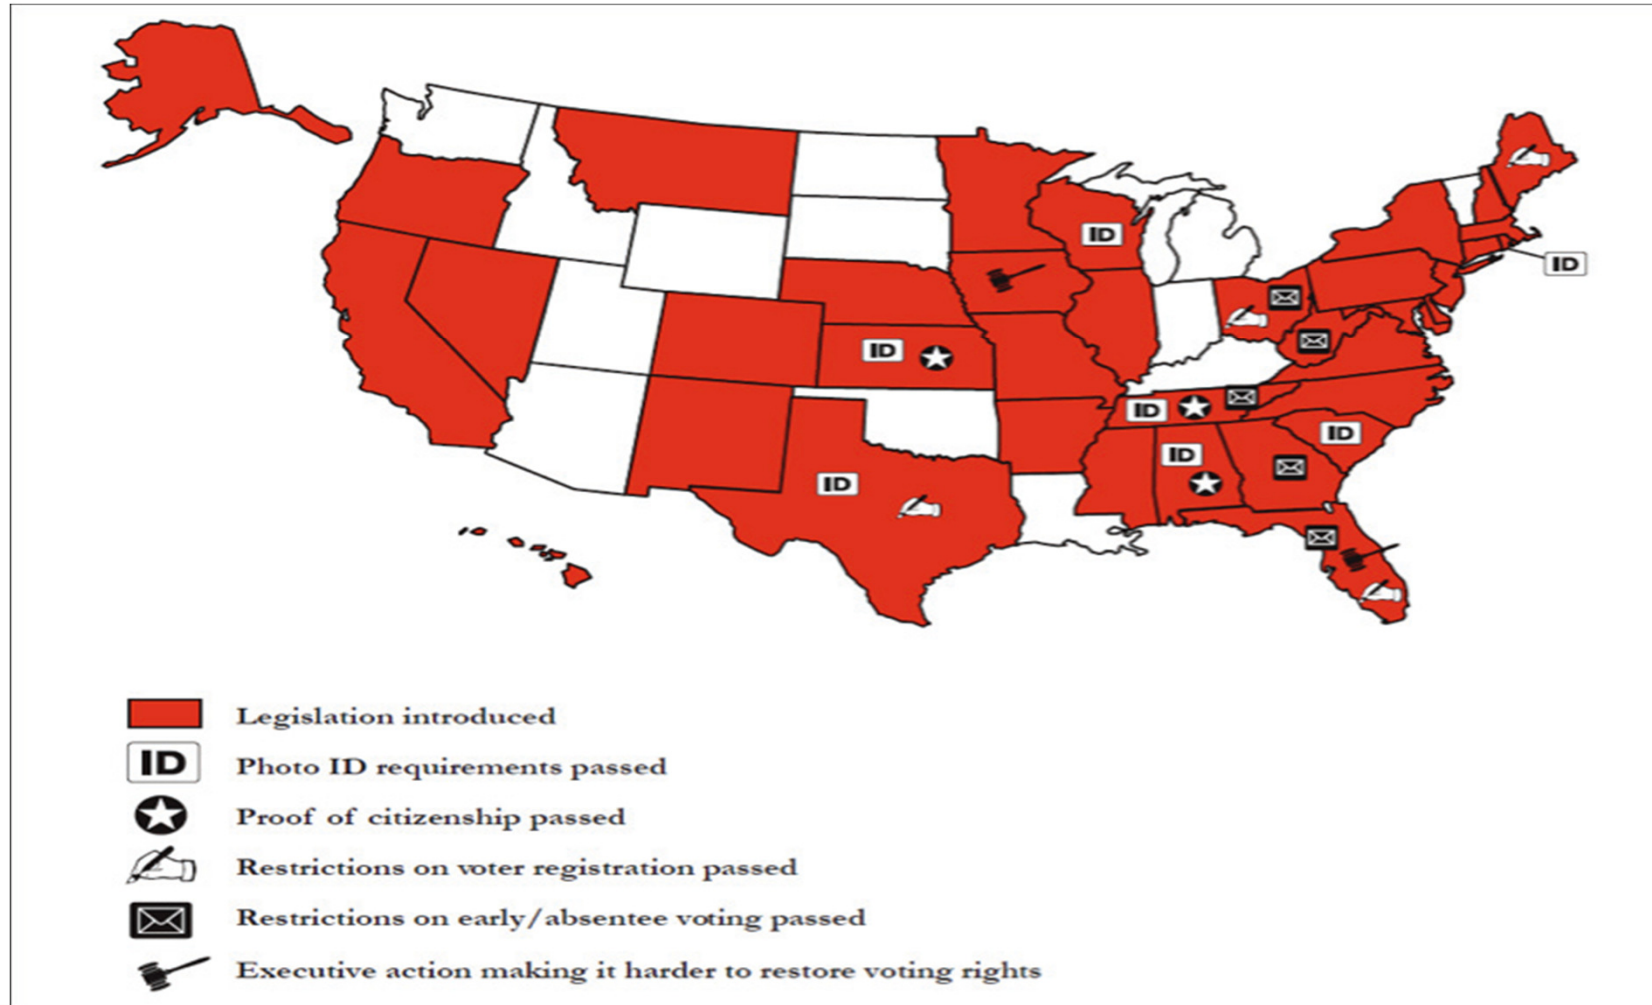 ID
ID
ID
ID
ID
ID
ID
Legislation introduced
ID Photo ID requirements passed
Proof of citizenship passed
Restrictions on voter registration passed
Restrictions on early/absentee voting passed
Executive action making it harder to restore voting rights